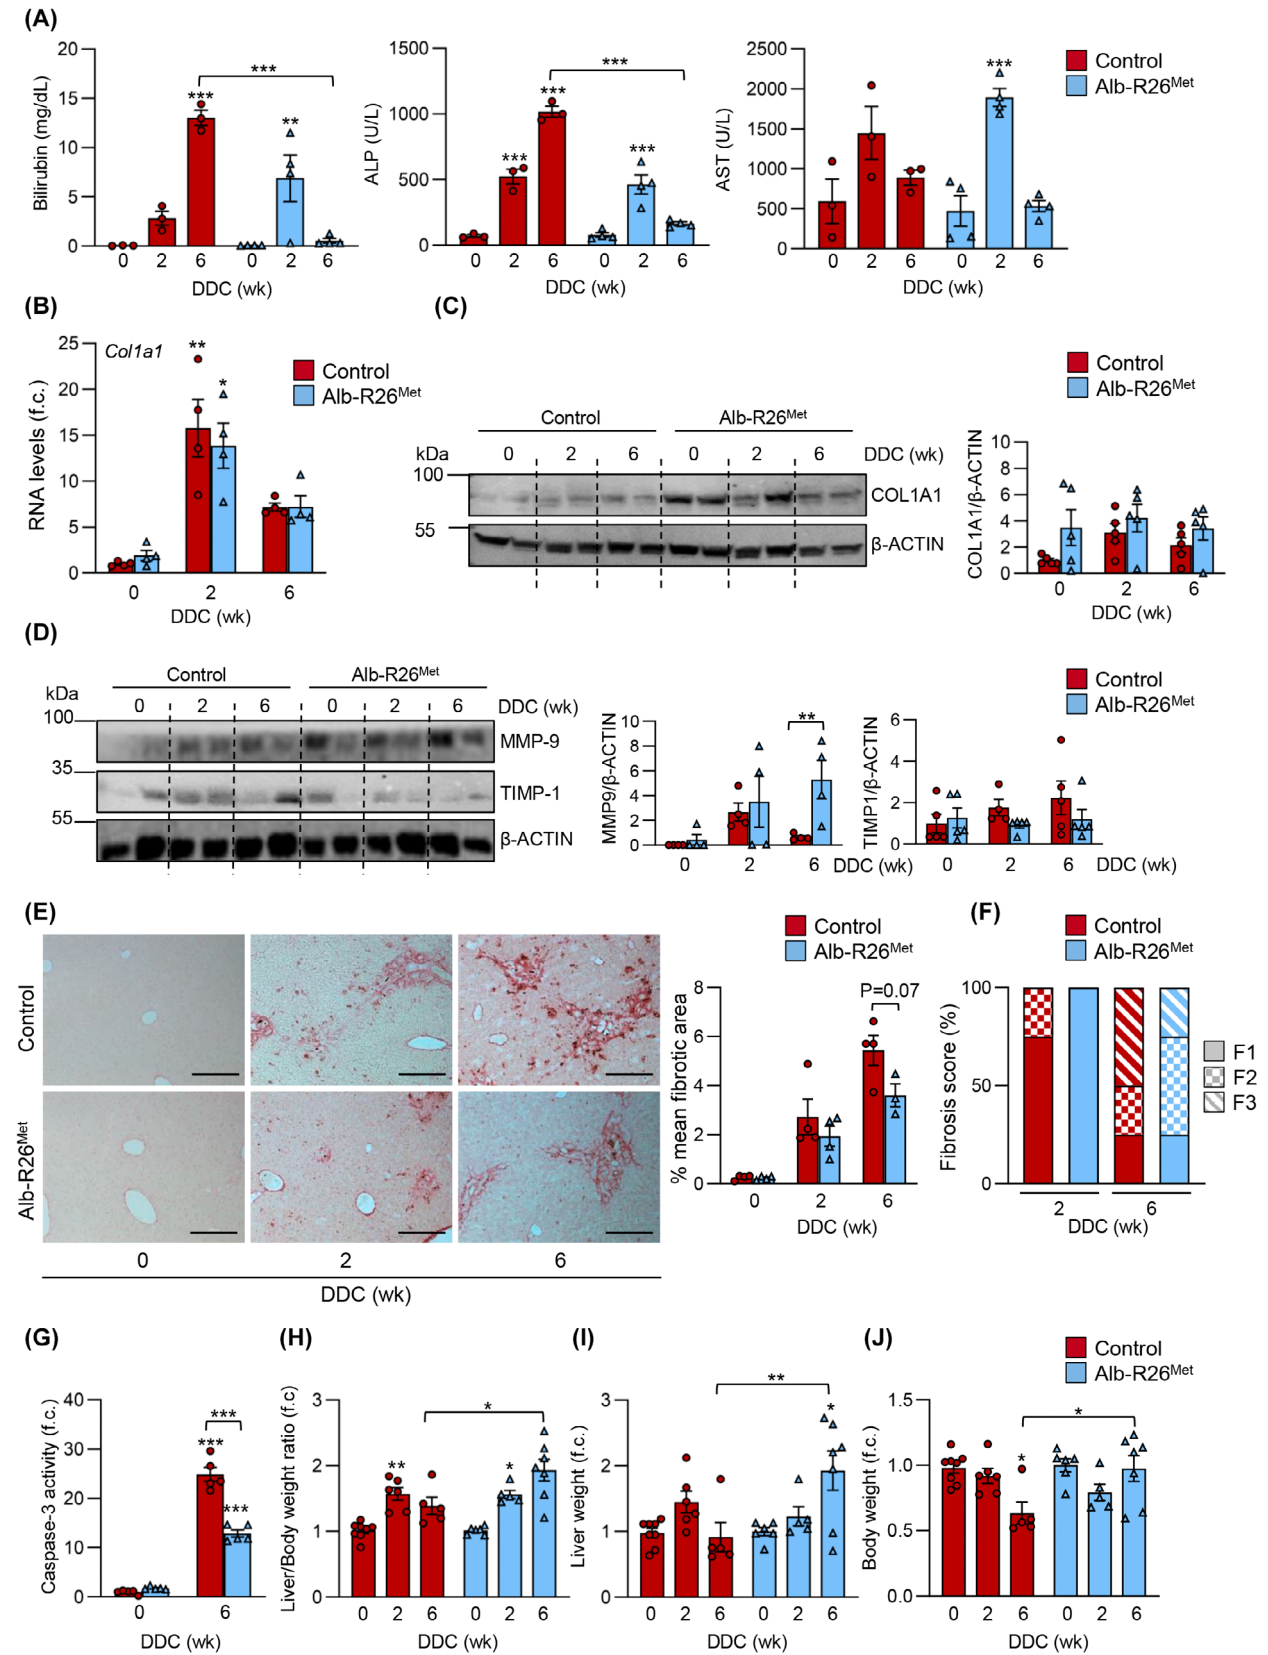 (A)
Bilirubin (mg/dL)
20
15
10
5
0
***
**
***
0 2 6 0 2 6
DDC (wk)
ALP (U/L)
1500
1000
500
0
***
***
***
***
0 2 6 0 2 6
DDC (wk)
AST (U/L)
2500
2000
1500
1000
500
0
***
0 2 6 0 2 6
DDC (wk)
Control
Alb-R26Met
(B)
RNA levels (f.c.)
Col1a1
25
20
15
10
5
0
**
*
0 2 6
DDC (wk)
Control
Alb-R26Met
(C)
Control Alb-R26Met
kDa 0 2 6 0 2 6 DDC (wk)
100
COL1A1
55
β-ACTIN
Control
Alb-R26Met
COL1A1/β-ACTIN
10
8
6
4
2
0
0 2 6
DDC (wk)
(D)
Control Alb-R26Met
kDa 0 2 6 0 2 6 DDC (wk)
100
MMP-9
35
TIMP-1
55
β-ACTIN
MMP9/β-ACTIN
10
8
6
4
2
0
**
0 2 6 DDC (wk)
TIMP1/β-ACTIN
6
4
2
0
0 2 6 DDC (wk)
Control
Alb-R26Met
(E)
Control
Alb-R26Met
0 2 6
DDC (wk)
Control
Alb-R26Met
% mean fibrotic area
8
6
4
2
0
P=0.07
0 2 6
DDC (wk)
(F)
Control
Alb-R26Met
Fibrosis score (%)
100
50
0
2 6
DDC (wk)
F1
F2
F3
(G)
Caspase-3 activity (f.c.)
40
30
20
10
0
***
***
***
0 6
DDC (wk)
(H)
Liver/Body weight ratio (f.c)
3
2
1
0
**
*
*
0 2 6 0 2 6
DDC (wk)
(I)
Liver weight (f.c.)
3
2
1
0
**
*
0 2 6 0 2 6
DDC (wk)
(J)
Control
Alb-R26Met
Body weight (f.c.)
1.5
1.0
0.5
0.0
*
*
0 2 6 0 2 6
DDC (wk)